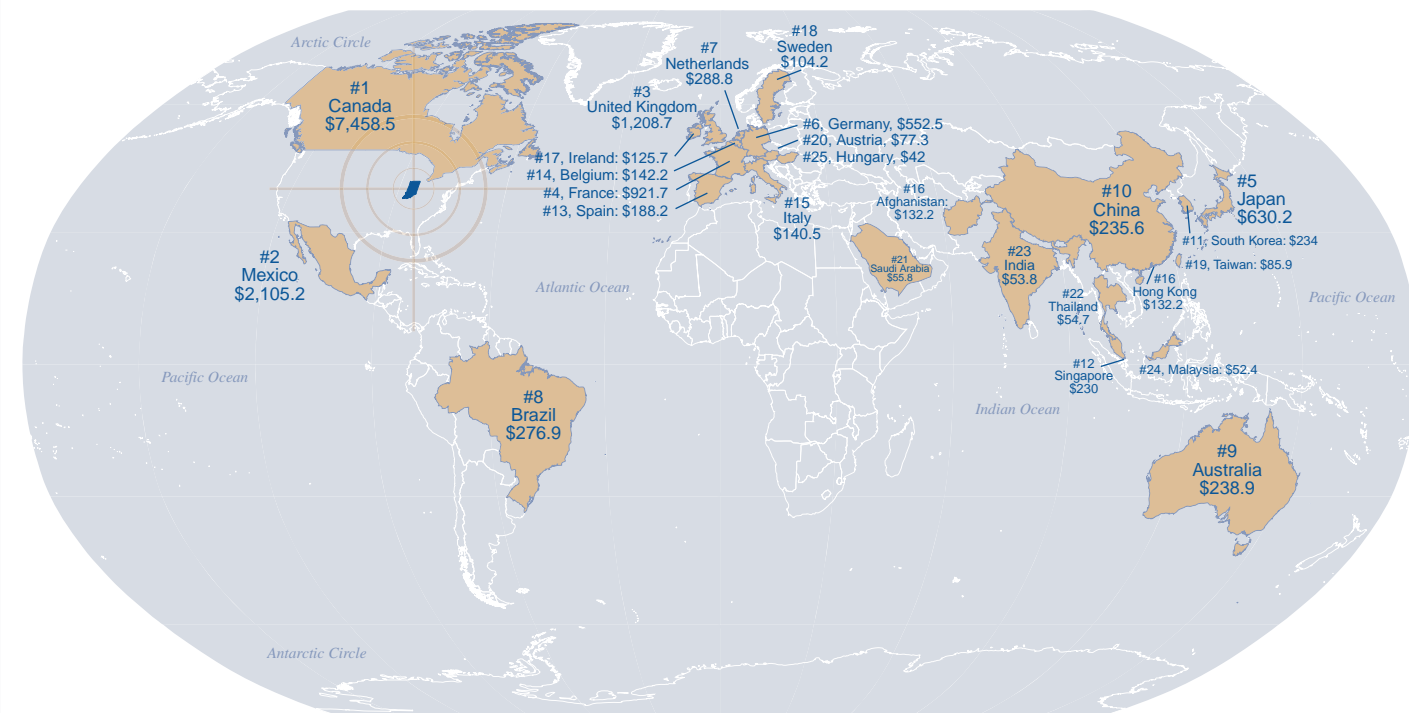 Arctic Circle
#18
Sweden
$104.2
#7
Netherlands
$288.8
#1
Canada
$7,458.5
#3
United Kingdom
$1,208.7
#6, Germany, $552.5
#20, Austria, $77.3
#25, Hungary, $42
#17, Ireland: $125.7
#14, Belgium: $142.2
#4, France: $921.7
#13, Spain: $188.2
#15
Italy
$140.5
#16
Afghanistan:
$132.2
#10
China
$235.6
#5
Japan
$630.2
#11, South Korea: $234
#19, Taiwan: $85.9
#16
Hong Kong
$132.2
#2
Mexico
$2,105.2
#21
Saudi Arabia
$55.8
#23
India
$53.8
#22
Thailand
$54.7
Atlantic Ocean
Pacific Ocean
Pacific Ocean
#12
Singapore
$230
#24, Malaysia: $52.4
#8
Brazil
$276.9
Indian Ocean
#9
Australia
$238.9
Antarctic Circle